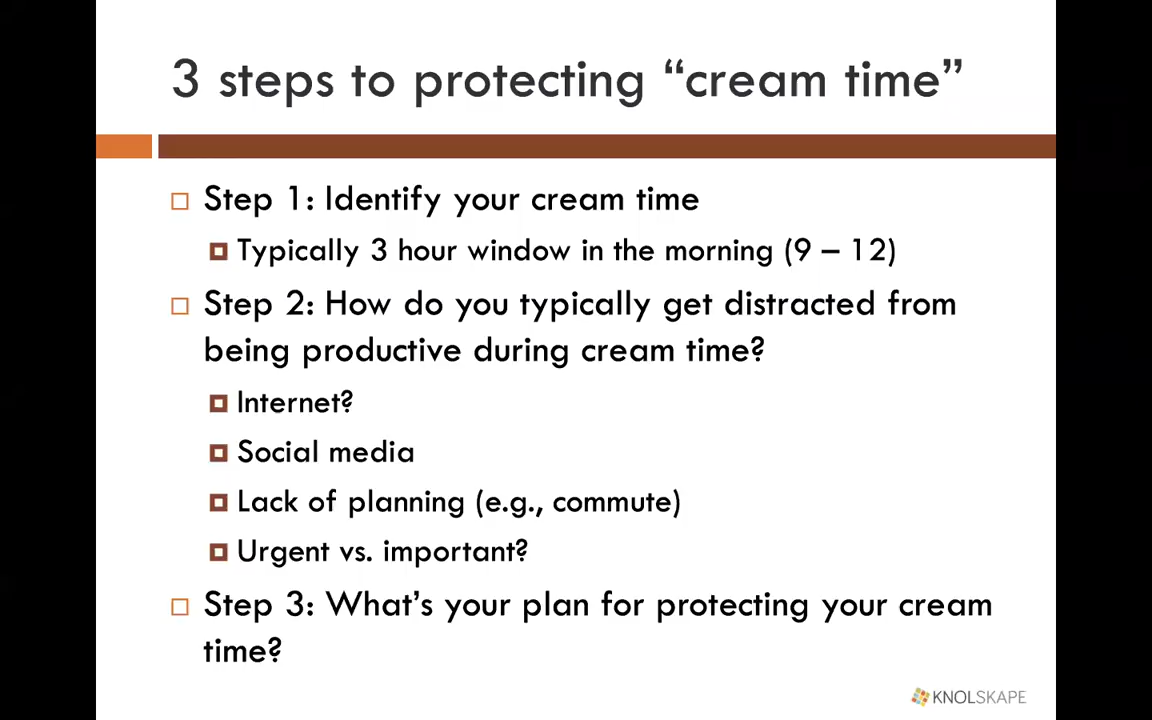 3 steps to protecting “cream time”
Step 1: Identify your cream time
Typically 3 hour window in the morning (9 – 12)
Step 2: How do you typically get distracted from
being productive during cream time?
Internet?
Social media
Lack of planning (e.g., commute)
Urgent vs. important?
Step 3: What’s your plan for protecting your cream
time?
KNOLSKAPE